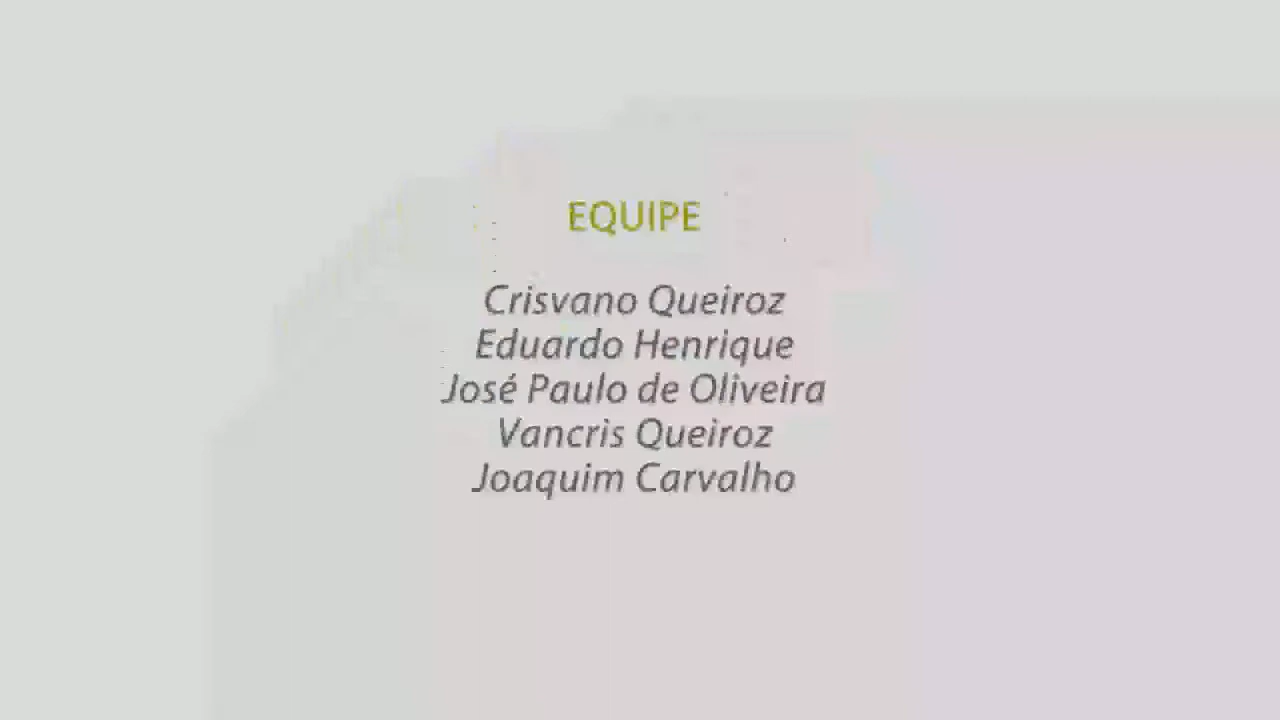 EQUIPE
Crisvano Queiroz
Eduardo Henrique
José Paulo de Oliveira
Vancris Queiroz
Joaquim Carvalho